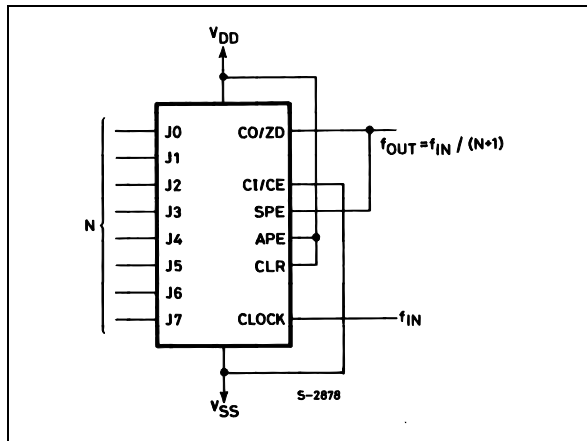 VDD
J0
J1
J2
J3
J4
J5
J6
J7
N
CO/ZD
CI/CE
SPE
APE
CLR
CLOCK
fOUT=fIN / (N+1)
fIN
VSS
S-2878